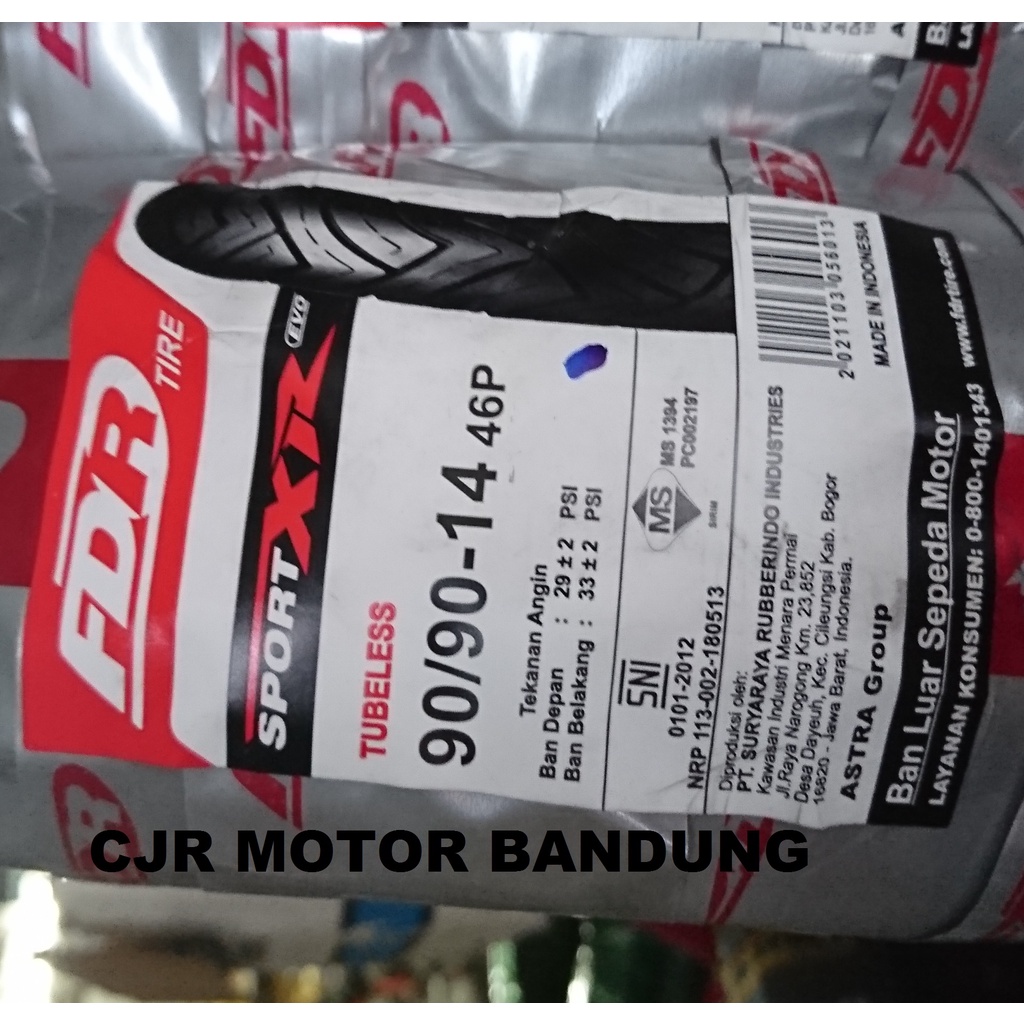 FDR TIRE
SPORT XR EVO
TUBELESS
90/90-14 46P
Tekanan Angin
Ban Depan : 29 ± 2 PSI
Ban Belakang : 33 ± 2 PSI
SNI
0101-2012
NRP 113-002-180513
MS
SIRIM
MS 1394
PC002197
Diproduksi oleh:
PT. SURYARAYA RUBBERINDO INDUSTRIES
Kawasan Industri Menara Permai
Jl.Raya Narogong Km. 23,852
Desa Dayeuh, Kec. Cileungsi Kab. Bogor
16820 - Jawa Barat, Indonesia.
ASTRA Group
2 021103 056013
MADE IN INDONESIA
Ban Luar Sepeda Motor
www.fdrtire.com
LAYANAN KONSUMEN: 0-800-1401343
CJR MOTOR BANDUNG